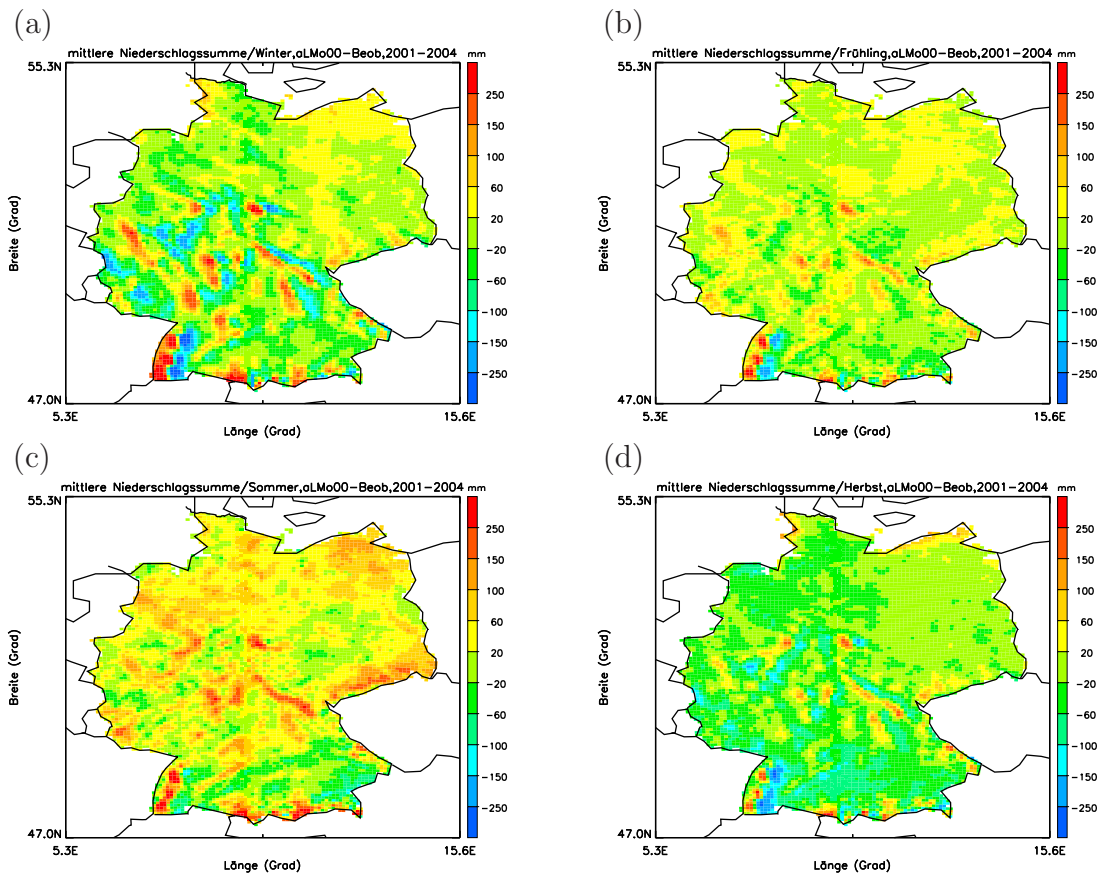 (a)
mittlere Niederschlagssumme/Winter,aLMo00-Beob,2001-2004 mm
55.3N
47.0N
5.3E
15.6E
Breite (Grad)
Länge (Grad)
250
150
100
60
20
-20
-60
-100
-150
-250
(b)
mittlere Niederschlagssumme/Frühling,aLMo00-Beob,2001-2004 mm
55.3N
47.0N
5.3E
15.6E
Breite (Grad)
Länge (Grad)
250
150
100
60
20
-20
-60
-100
-150
-250
(c)
mittlere Niederschlagssumme/Sommer,aLMo00-Beob,2001-2004 mm
55.3N
47.0N
5.3E
15.6E
Breite (Grad)
Länge (Grad)
250
150
100
60
20
-20
-60
-100
-150
-250
(d)
mittlere Niederschlagssumme/Herbst,aLMo00-Beob,2001-2004 mm
55.3N
47.0N
5.3E
15.6E
Breite (Grad)
Länge (Grad)
250
150
100
60
20
-20
-60
-100
-150
-250